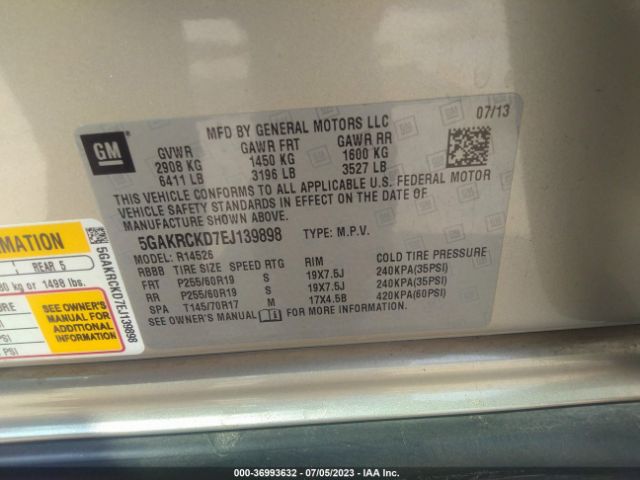 MFD BY GENERAL MOTORS LLC
07/13
GM
GVWR GAWR FRT GAWR RR
2908 KG 1450 KG 1600 KG
6411 LB 3196 LB 3527 LB
THIS VEHICLE CONFORMS TO ALL APPLICABLE U.S. FEDERAL MOTOR
VEHICLE SAFETY STANDARDS IN EFFECT ON THE DATE OF
MANUFACTURE SHOWN ABOVE.
5GAKRCKD7EJ139898 TYPE: M.P.V.
MODEL: R14526
RBBB TIRE SIZE SPEED RTG RIM COLD TIRE PRESSURE
FRT P255/60R19 S 19X7.5J 240KPA(35PSI)
RR P255/60R19 S 19X7.5J 240KPA(35PSI)
SPA T145/70R17 M 17X4.5B 420KPA(60PSI)
SEE OWNER'S MANUAL FOR MORE INFORMATION.
REAR 5
kg or 1498 lbs.
SEE OWNER'S
MANUAL FOR
ADDITIONAL
INFORMATION
PSI
5GAKRCKD7EJ139898
000-36993632 - 07/05/2023 - IAA Inc.